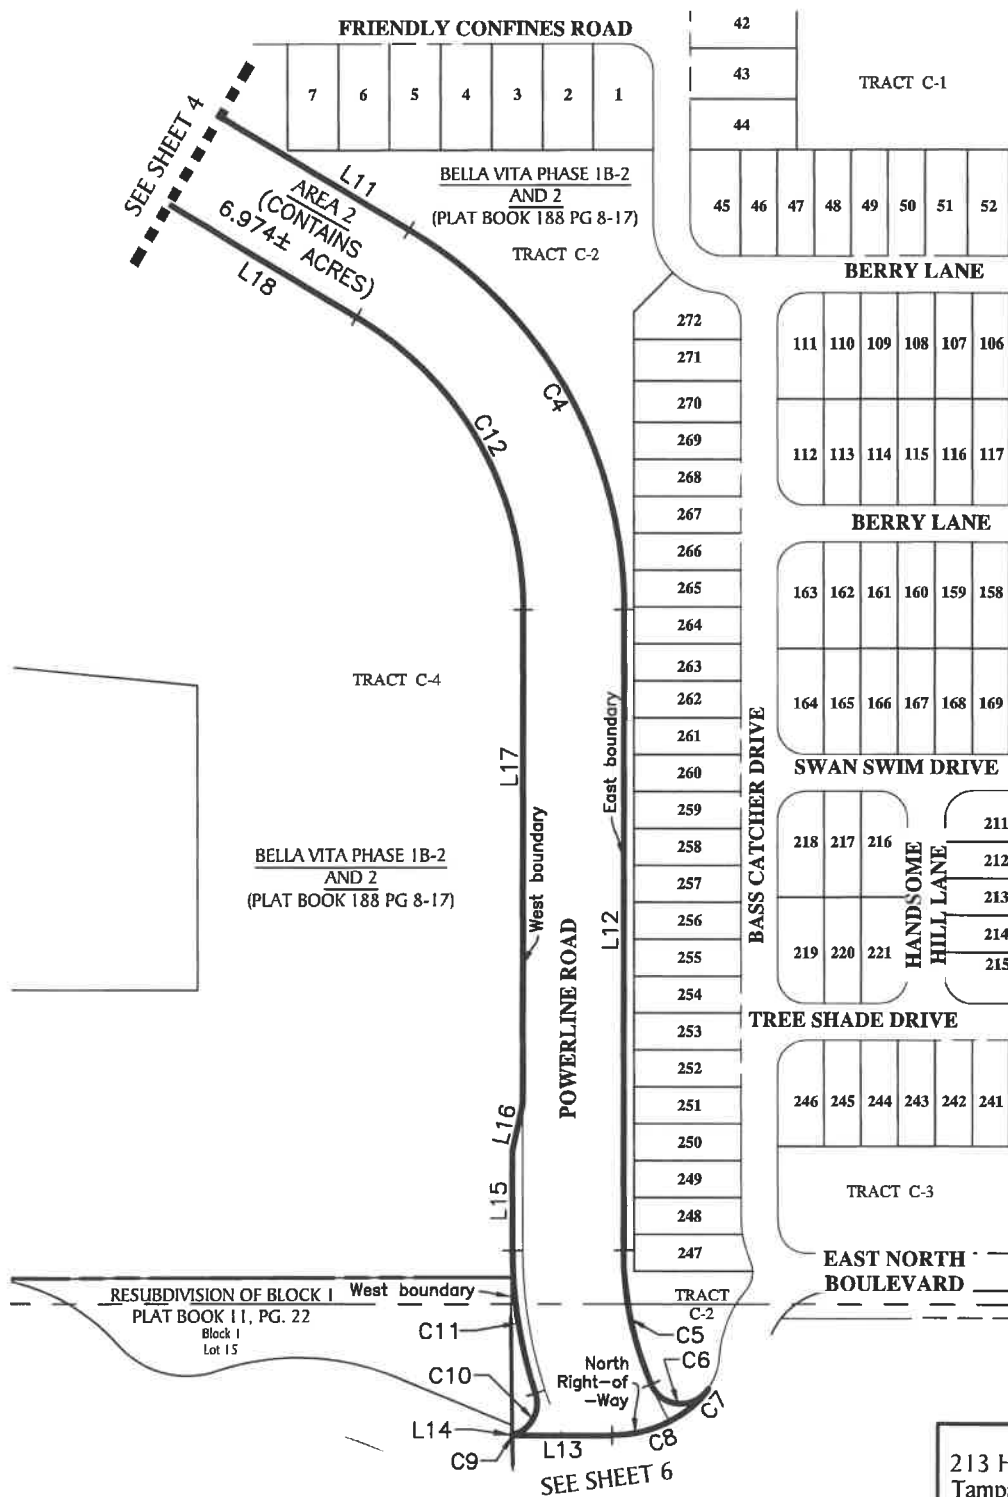 FRIENDLY CONFINES ROAD
42
43
TRACT C-1
44
7 6 5 4 3 2 1
SEE SHEET 4
L11
AREA 2
(CONTAINS
6.974± ACRES)
L18
BELLA VITA PHASE 1B-2
AND 2
(PLAT BOOK 188 PG 8-17)
TRACT C-2
45 46 47 48 49 50 51 52
BERRY LANE
272
271
270
269
268
267
266
265
264
263
262
261
260
259
258
257
256
255
254
253
252
251
250
249
248
247
111 110 109 108 107 106
112 113 114 115 116 117
BERRY LANE
163 162 161 160 159 158
164 165 166 167 168 169
SWAN SWIM DRIVE
BASS CATCHER DRIVE
218 217 216
219 220 221
HANDSOME
HILL LANE
211
212
213
214
215
TREE SHADE DRIVE
246 245 244 243 242 241
TRACT C-3
EAST NORTH
BOULEVARD
C4
C12
TRACT C-4
L17
West boundary
East boundary
L12
BELLA VITA PHASE 1B-2
AND 2
(PLAT BOOK 188 PG 8-17)
POWERLINE ROAD
L16
L15
RESUBDIVISION OF BLOCK 1
PLAT BOOK 11, PG. 22
Block 1
Lot 15
West boundary
TRACT
C-2
C11
C5
C6
C10
North
Right-of
-Way
C7
L14
C9
L13
C8
SEE SHEET 6
213 H
Tamp